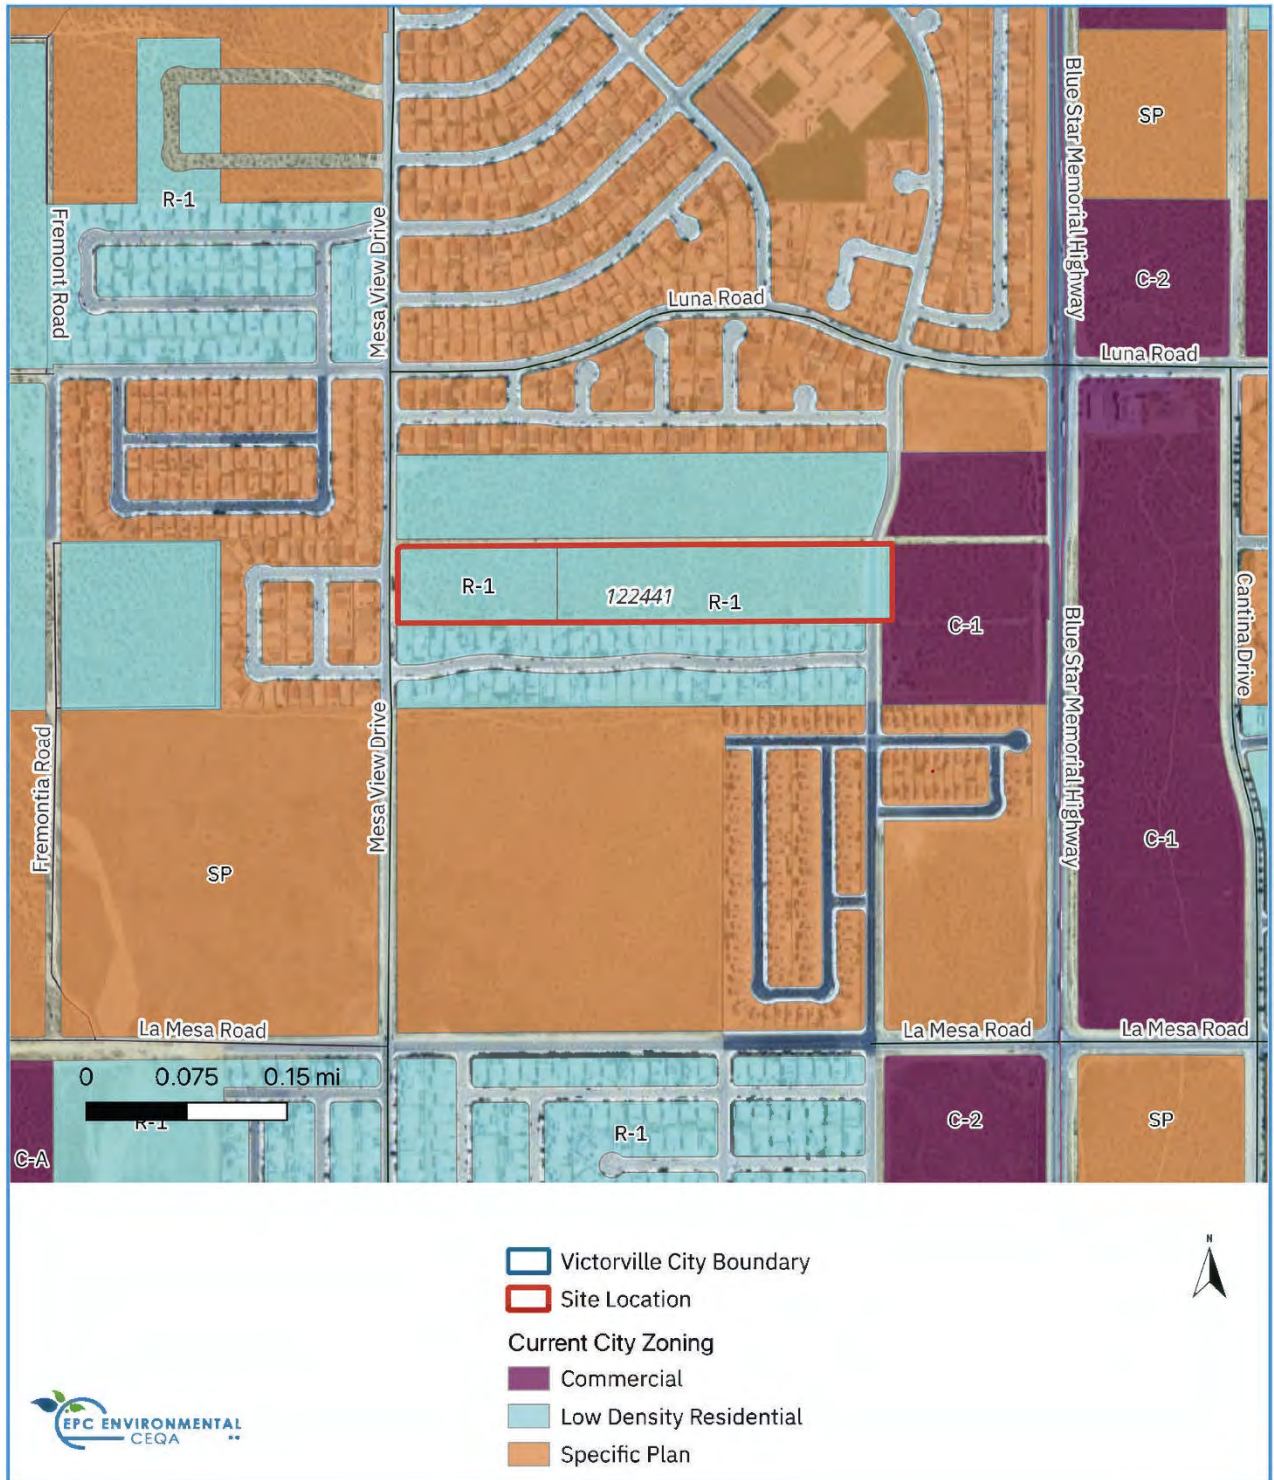 Blue Star Memorial Highway
SP
R-1
Fremont Road
Mesa View Drive
C-2
Luna Road
Luna Road
R-1
122441
R-1
C-1
Cantina Drive
Blue Star Memorial Highway
Mesa View Drive
Fremontia Road
C-1
SP
La Mesa Road
La Mesa Road
La Mesa Road
0 0.075 0.15 mi
R-1
R-1
C-2
SP
C-A
N
Victorville City Boundary
Site Location
Current City Zoning
Commercial
Low Density Residential
Specific Plan
EPC ENVIRONMENTAL
CEQA